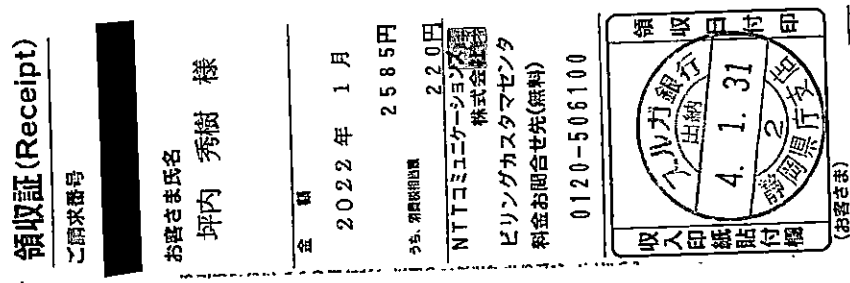 領収証(Receipt)
ご請求番号
お客さま氏名
坪内 秀樹 様
金 額
2022年 1月
2585円
うち、消費税相当額
220円
NTTコミュニケーションズ
株式会社
ビリングカスタマセンタ
料金お問合せ先(無料)
0120-506100
領収日付印
スルガ銀行
出納
4. 1. 31
2
静岡県庁支店
収入印紙貼付欄
(お客さま)